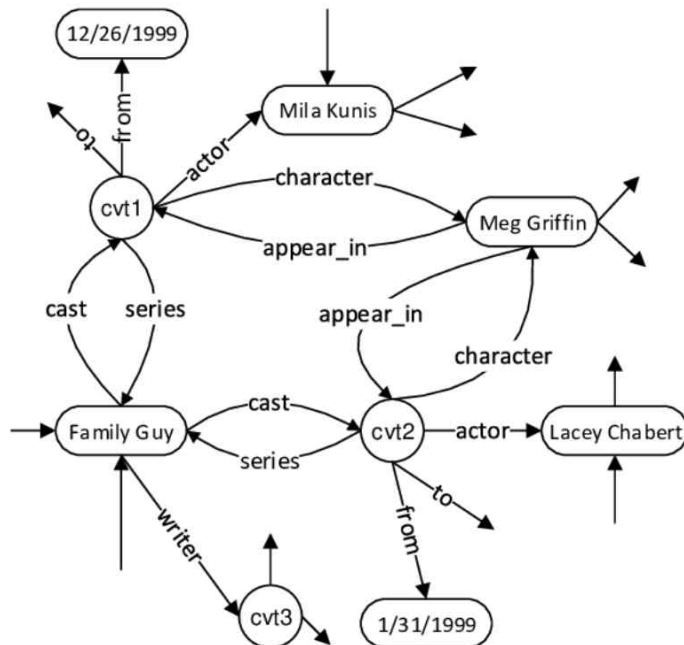 12/26/1999
to
from
Mila Kunis
actor
cvt1
character
Meg Griffin
appear_in
cast
series
appear_in
character
Family Guy
cast
cvt2
actor
Lacey Chabert
series
to
from
writer
cvt3
1/31/1999